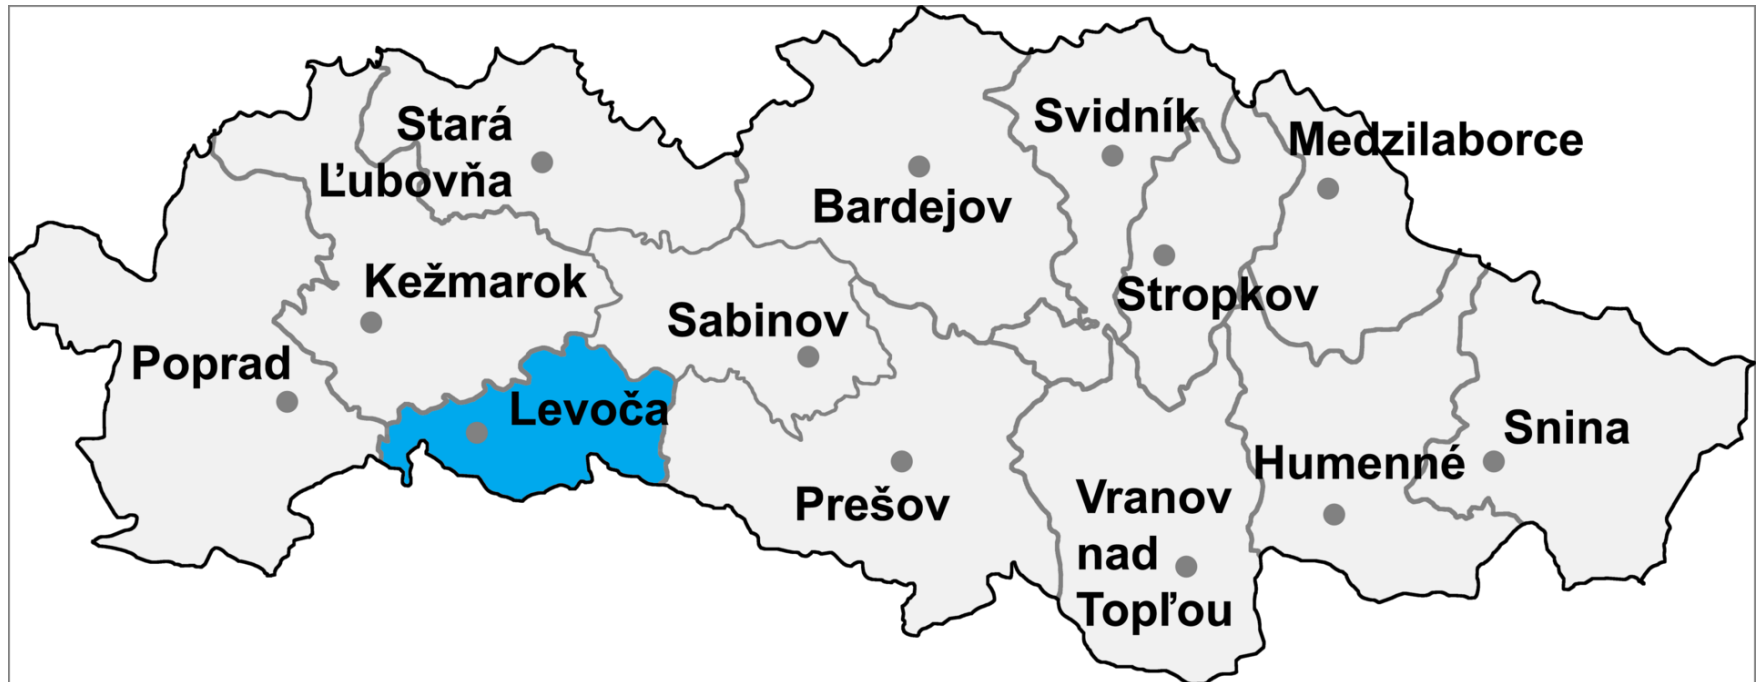 Stará
Ľubovňa
Svidník
Medzilaborce
Bardejov
Kežmarok
Stropkov
Sabinov
Poprad
Levoča
Snina
Humenné
Prešov
Vranov
nad
Topľou